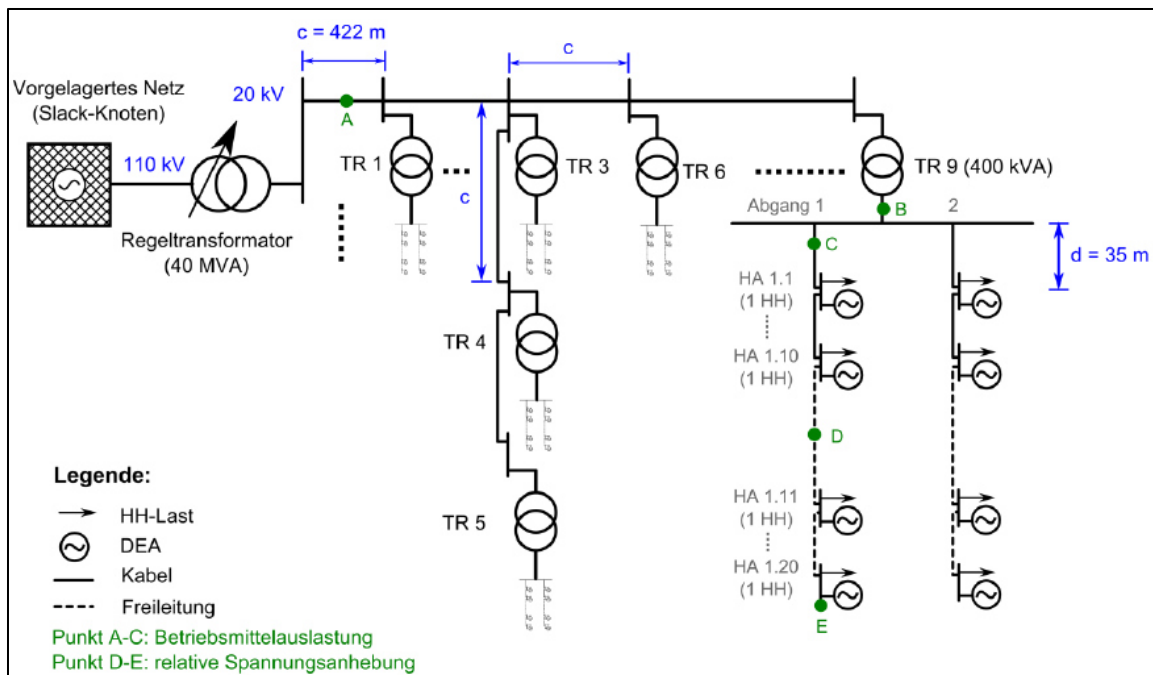 c = 422 m
c
Vorgelagertes Netz
(Slack-Knoten)
20 kV
110 kV
A
TR 1
TR 3
TR 6
TR 9 (400 kVA)
Regeltransformator
(40 MVA)
c
B
Abgang 1
2
C
d = 35 m
HA 1.1
(1 HH)
TR 4
HA 1.10
(1 HH)
D
Legende:
HH-Last
DEA
Kabel
Freileitung
TR 5
HA 1.11
(1 HH)
HA 1.20
(1 HH)
E
Punkt A-C: Betriebsmittelauslastung
Punkt D-E: relative Spannungsanhebung